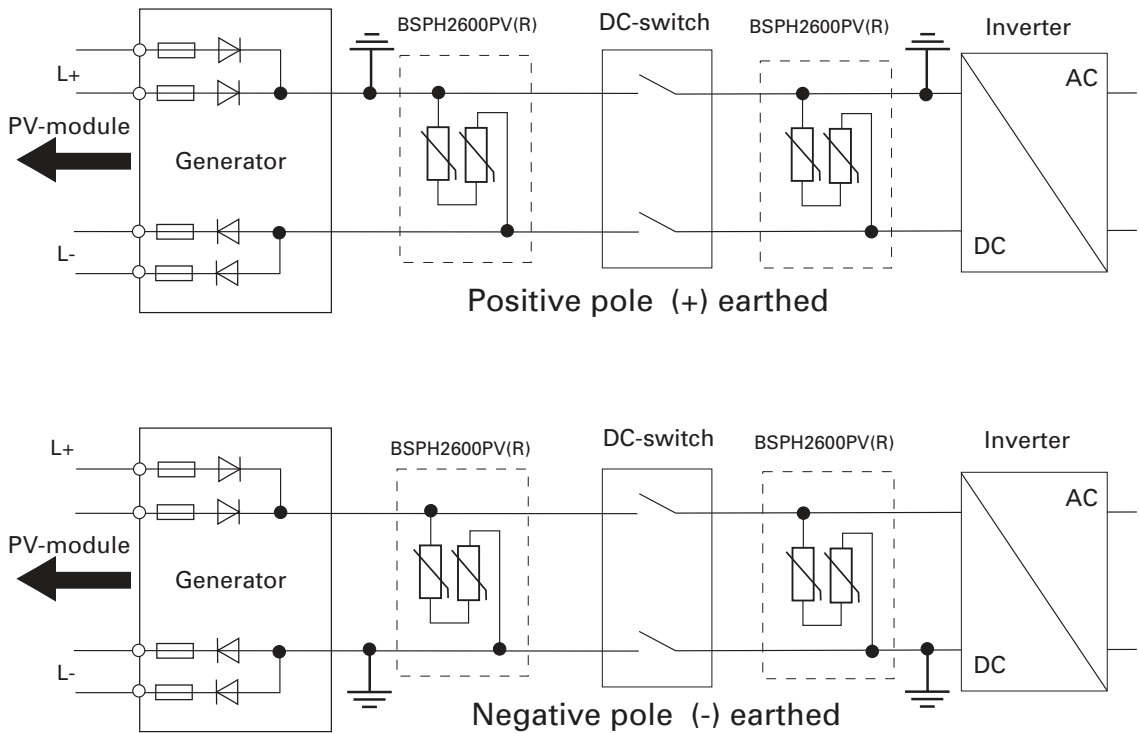 BSPH2600PV(R)
DC-switch
BSPH2600PV(R)
Inverter
L+
AC
PV-module
Generator
L-
DC
Positive pole (+) earthed
L+
BSPH2600PV(R)
DC-switch
BSPH2600PV(R)
Inverter
AC
PV-module
Generator
L-
DC
Negative pole (-) earthed